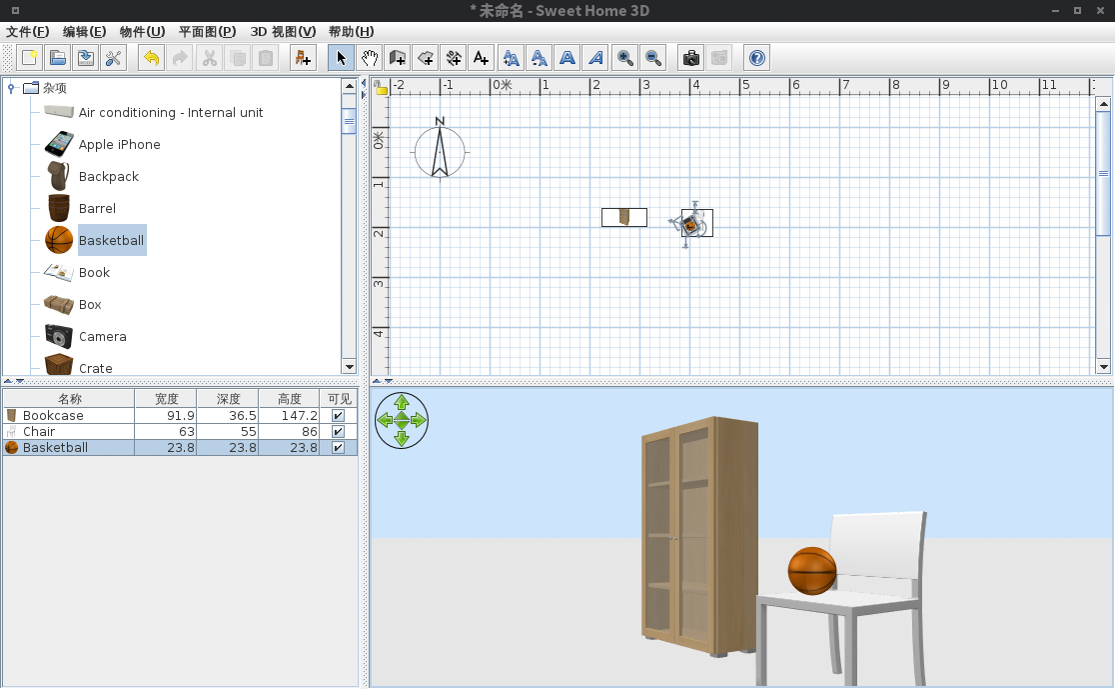 * 未命名 - Sweet Home 3D
文件(F) 编辑(E) 物件(U) 平面图(P) 3D 视图(V) 帮助(H)
杂项
Air conditioning - Internal unit
Apple iPhone
Backpack
Barrel
Basketball
Book
Box
Camera
Crate
-2 -1 0米 1 2 3 4 5 6 7 8 9 10 11
0米
1
2
3
4
N
名称 宽度 深度 高度 可见
Bookcase 91.9 36.5 147.2
Chair 63 55 86
Basketball 23.8 23.8 23.8